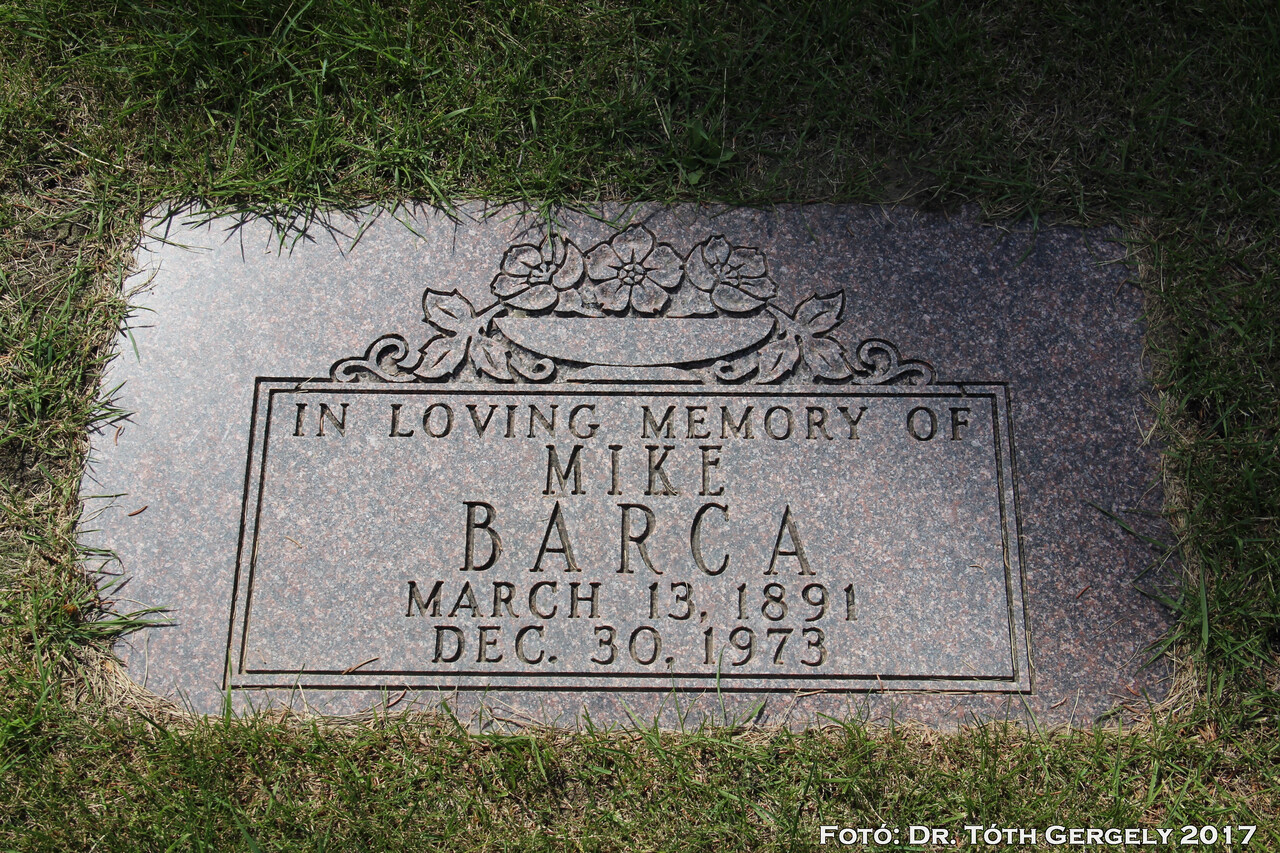 IN LOVING MEMORY OF
MIKE
BARCA
MARCH 13, 1891
DEC. 30, 1973
FOTÓ: DR. TÓTH GERGELY 2017